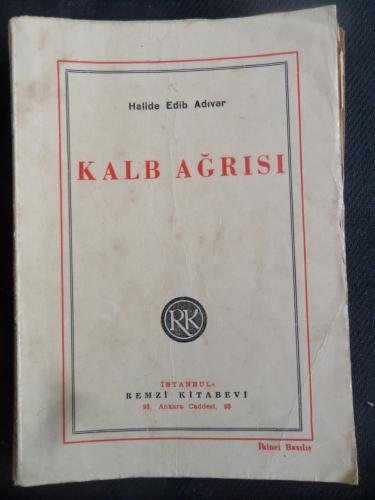 Halide Edib Adıvar
KALB AĞRISI
RK
İSTANBUL
REMZİ KİTABEVİ
93, Ankara Caddesi, 93
İkinci Basılış